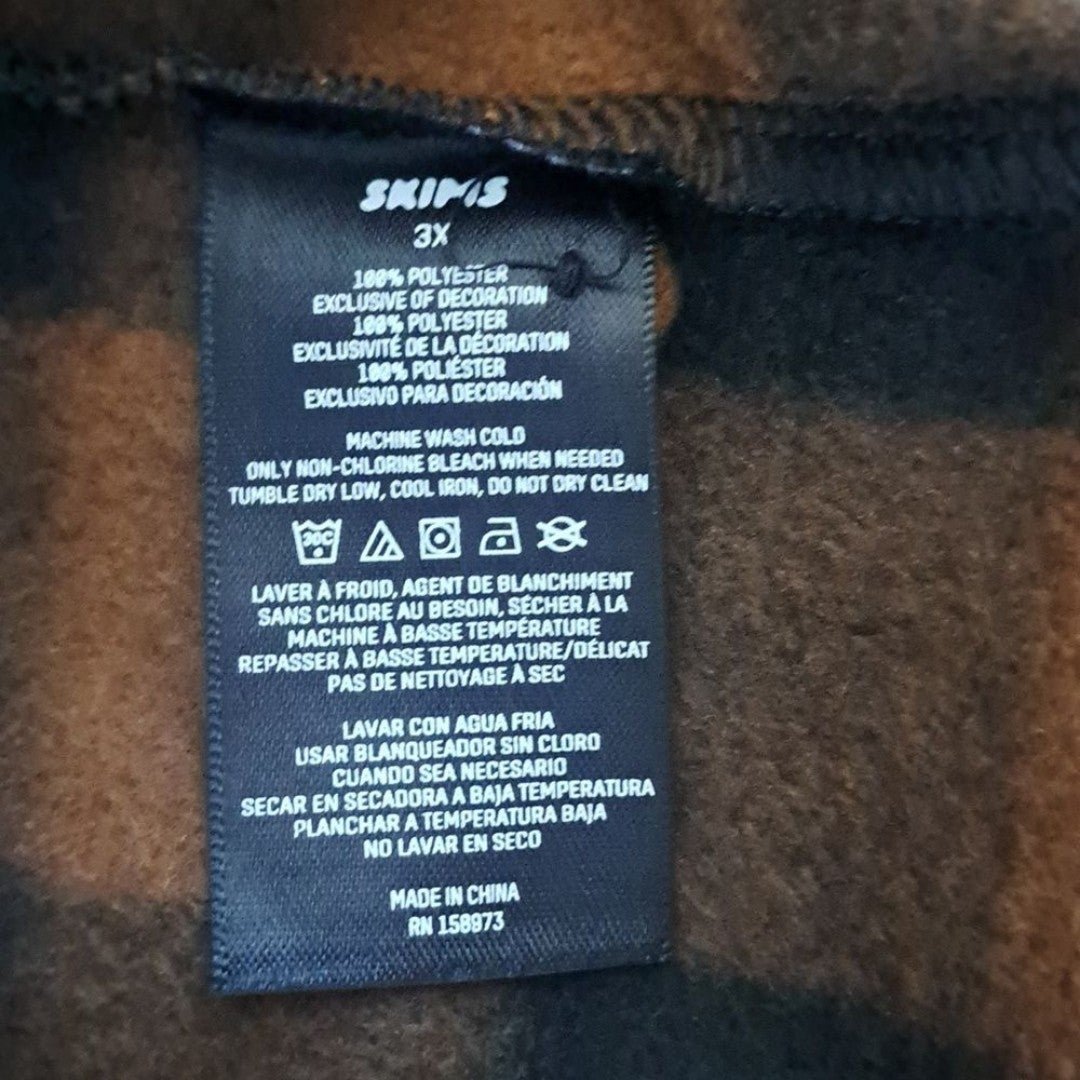 SKIMS
3X
100% POLYESTER
EXCLUSIVE OF DECORATION
100% POLYESTER
EXCLUSIVITÉ DE LA DÉCORATION
100% POLIÉSTER
EXCLUSIVO PARA DECORACIÓN
MACHINE WASH COLD
ONLY NON-CHLORINE BLEACH WHEN NEEDED
TUMBLE DRY LOW, COOL IRON, DO NOT DRY CLEAN
30C
LAVER À FROID, AGENT DE BLANCHIMENT
SANS CHLORE AU BESOIN, SÉCHER À LA
MACHINE À BASSE TEMPÉRATURE
REPASSER À BASSE TEMPERATURE/DÉLICAT
PAS DE NETTOYAGE À SEC
LAVAR CON AGUA FRIA
USAR BLANQUEADOR SIN CLORO
CUANDO SEA NECESARIO
SECAR EN SECADORA A BAJA TEMPERATURA
PLANCHAR A TEMPERATURA BAJA
NO LAVAR EN SECO
MADE IN CHINA
RN 158973